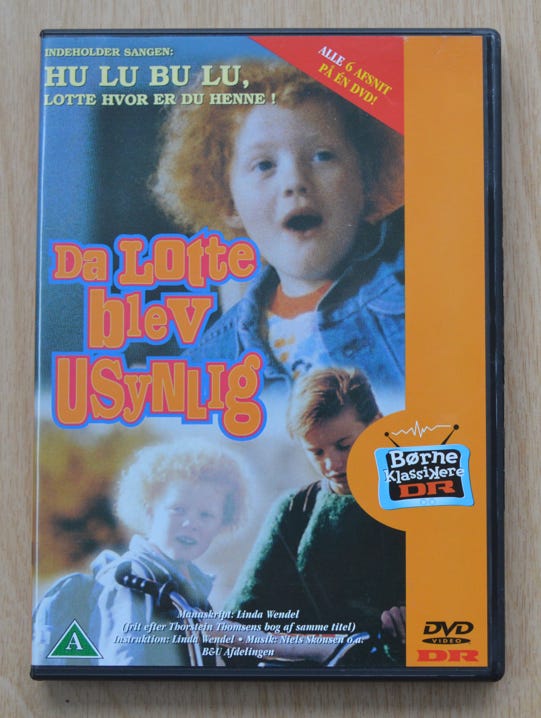 INDEHOLDER SANGEN:
HU LU BU LU,
LOTTE HVOR ER DU HENNE !
ALLE 6 AFSNIT
PÅ ÉN DVD!
Da Lotte
blev
USyNLig
Børne
Klassikere
DR
Manuskript: Linda Wendel
(frit efter Thorstein Thomsens bog af samme titel)
Instruktion: Linda Wendel • Musik: Niels Skousen o.a.
B&U Afdelingen
A
DVD
VIDEO
DR